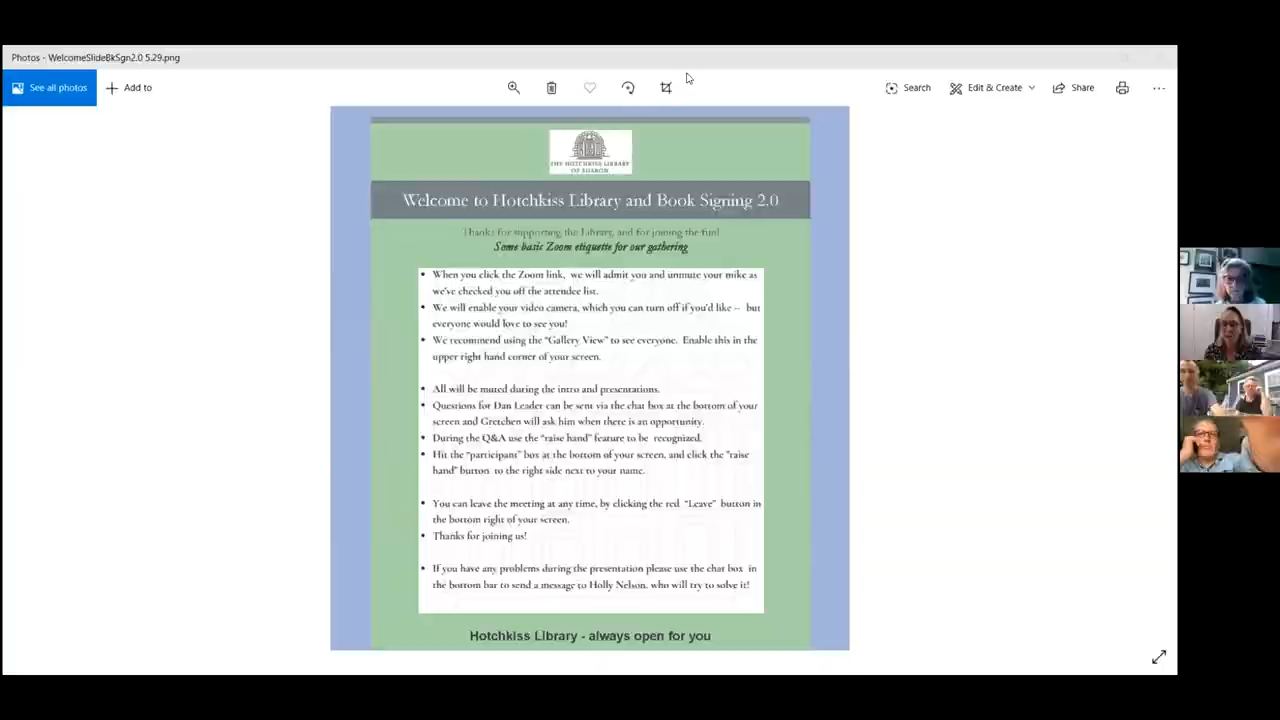 Photos - WelcomeSlideBkSgn2.0 5.29.png
See all photos
Add to
Search
Edit & Create
Share
THE HOTCHKISS LIBRARY
OF SHARON
Welcome to Hotchkiss Library and Book Signing 2.0
Thanks for supporting the Library, and for joining the fun!
Some basic Zoom etiquette for our gathering
• When you click the Zoom link, we will admit you and unmute your mike as
we've checked you off the attendee list.
• We will enable your video camera, which you can turn off if you'd like -- but
everyone would love to see you!
• We recommend using the "Gallery View" to see everyone. Enable this in the
upper right hand corner of your screen.
• All will be muted during the intro and presentations.
• Questions for Dan Leader can be sent via the chat box at the bottom of your
screen and Gretchen will ask him when there is an opportunity.
• During the Q&A use the "raise hand" feature to be recognized.
• Hit the "participant" box at the bottom of your screen, and click the "raise
hand" button to the right side next to your name.
• You can leave the meeting at any time, by clicking the red "Leave" button in
the bottom right of your screen.
• Thanks for joining us!
• If you have any problems during the presentation please use the chat box in
the bottom bar to send a message to Holly Nelson, who will try to solve it!
Hotchkiss Library - always open for you